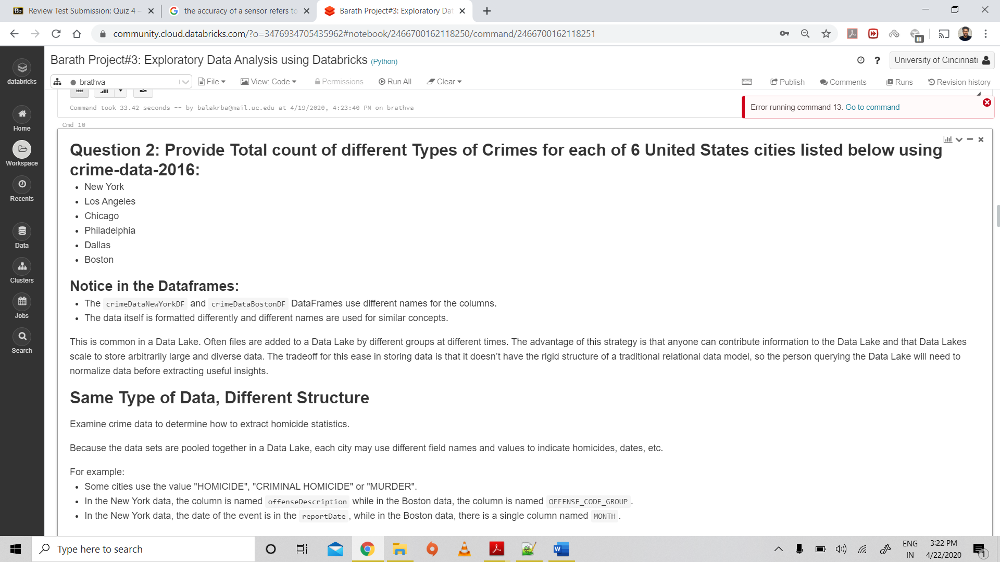 Review Test Submission: Quiz 4 –
the accuracy of a sensor refers to
Barath Project#3: Exploratory Dat
community.cloud.databricks.com/?o=3476934705435962#notebook/2466700162118250/command/2466700162118251
databricks
Home
Workspace
Recents
Data
Clusters
Jobs
Search
Barath Project#3: Exploratory Data Analysis using Databricks (Python)
? University of Cincinnati
brathva File View: Code Permissions Run All Clear Publish Comments Runs Revision history
Command took 33.42 seconds -- by balakrba@mail.uc.edu at 4/19/2020, 4:23:40 PM on brathva
Error running command 13. Go to command
Cmd 10
Question 2: Provide Total count of different Types of Crimes for each of 6 United States cities listed below using
crime-data-2016:
• New York
• Los Angeles
• Chicago
• Philadelphia
• Dallas
• Boston
Notice in the Dataframes:
• The crimeDataNewYorkDF and crimeDataBostonDF DataFrames use different names for the columns.
• The data itself is formatted differently and different names are used for similar concepts.
This is common in a Data Lake. Often files are added to a Data Lake by different groups at different times. The advantage of this strategy is that anyone can contribute information to the Data Lake and that Data Lakes
scale to store arbitrarily large and diverse data. The tradeoff for this ease in storing data is that it doesn’t have the rigid structure of a traditional relational data model, so the person querying the Data Lake will need to
normalize data before extracting useful insights.
Same Type of Data, Different Structure
Examine crime data to determine how to extract homicide statistics.
Because the data sets are pooled together in a Data Lake, each city may use different field names and values to indicate homicides, dates, etc.
For example:
• Some cities use the value "HOMICIDE", "CRIMINAL HOMICIDE" or "MURDER".
• In the New York data, the column is named offenseDescription while in the Boston data, the column is named OFFENSE_CODE_GROUP .
• In the New York data, the date of the event is in the reportDate , while in the Boston data, there is a single column named MONTH .
Type here to search
ENG
IN
3:22 PM
4/22/2020
1